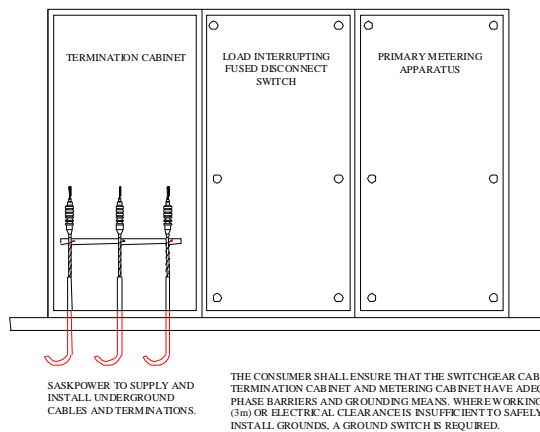 TERMINATION CABINET
LOAD INTERRUPTING
FUSED DISCONNECT
SWITCH
PRIMARY METERING
APPARATUS
SASKPOWER TO SUPPLY AND
INSTALL UNDERGROUND
CABLES AND TERMINATIONS.
THE CONSUMER SHALL ENSURE THAT THE SWITCHGEAR CAB
TERMINATION CABINET AND METERING CABINET HAVE ADEQ
PHASE BARRIERS AND GROUNDING MEANS. WHERE WORKING
(3m) OR ELECTRICAL CLEARANCE IS INSUFFICIENT TO SAFELY
INSTALL GROUNDS, A GROUND SWITCH IS REQUIRED.